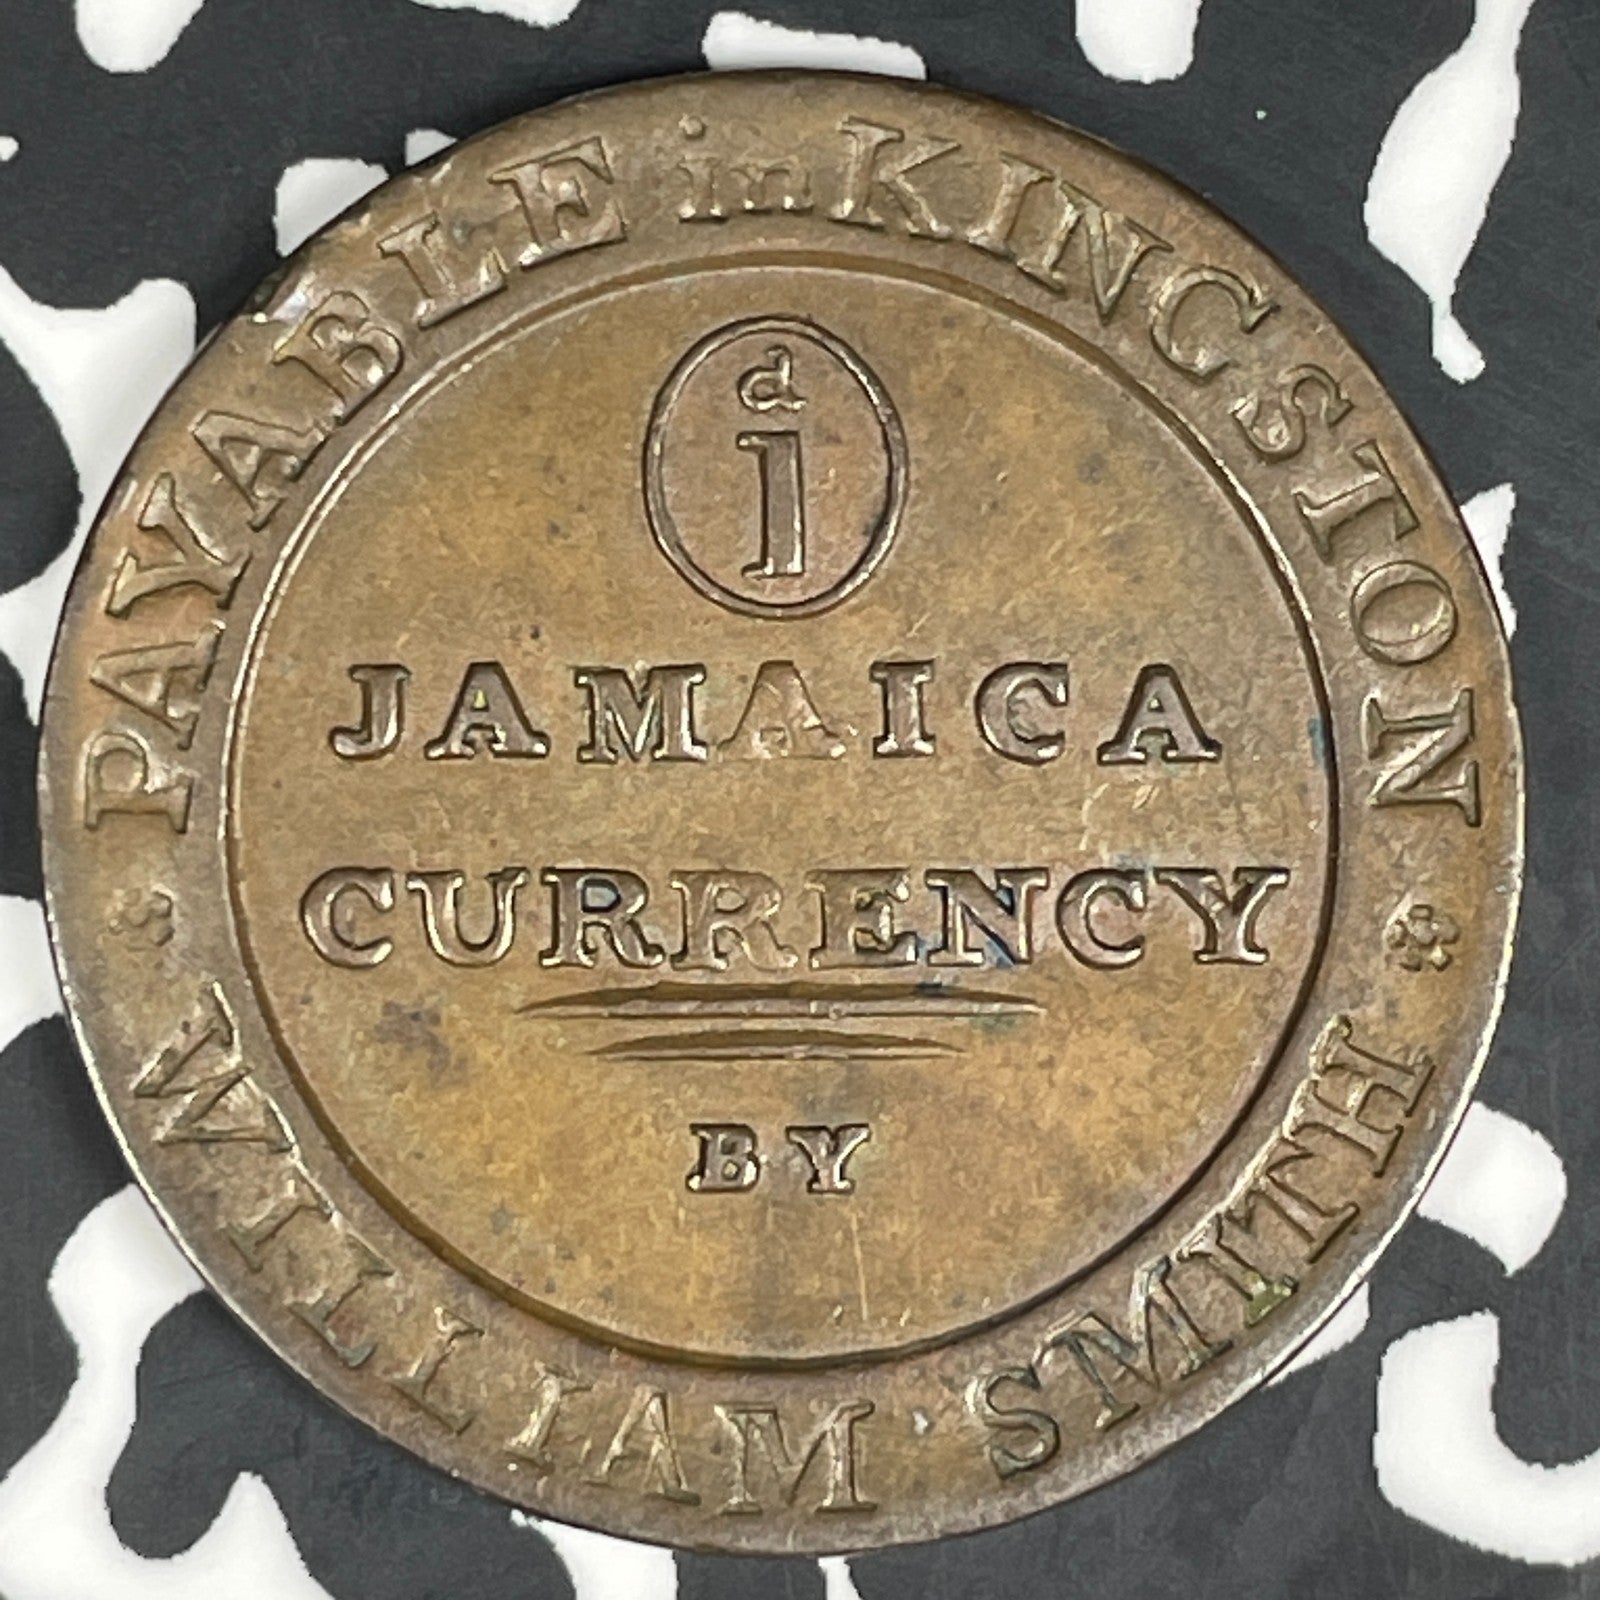 PAYABLE in KINGSTON
d
1
JAMAICA
CURRENCY
BY
WILLIAM SMITH